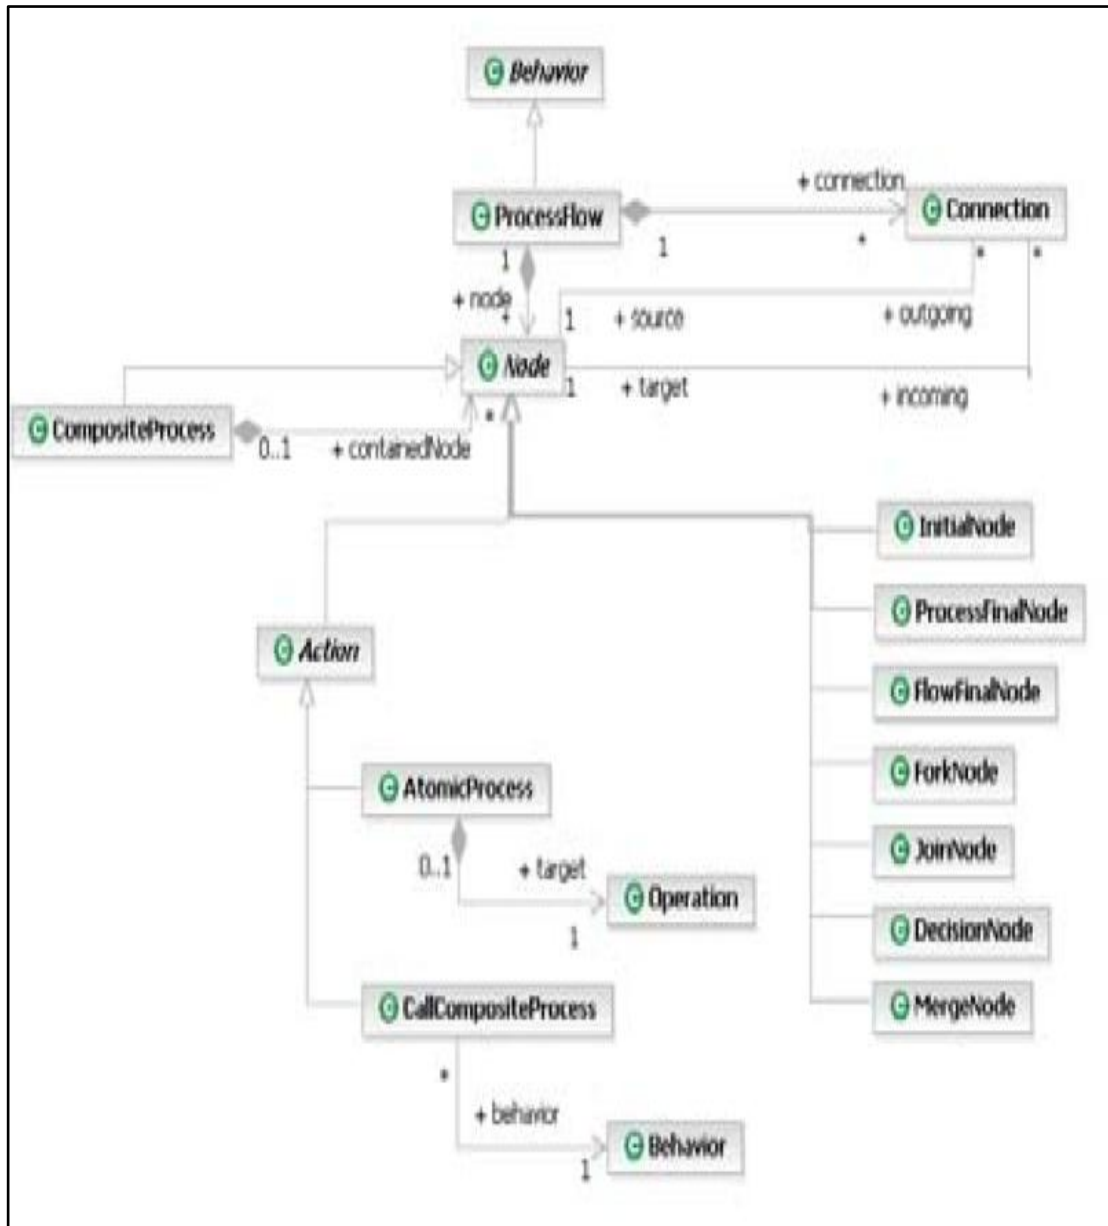 Behavior
ProcessFlow
+ connection
Connection
1
*
1
*
*
+ node
*
1
+ source
+ outgoing
Node
1
+ target
+ incoming
CompositeProcess
0..1
+ containedNode
*
InitialNode
ProcessFinalNode
Action
FlowFinalNode
ForkNode
AtomicProcess
0..1
+ target
JoinNode
Operation
1
DecisionNode
CallCompositeProcess
MergeNode
*
+ behavior
Behavior
1